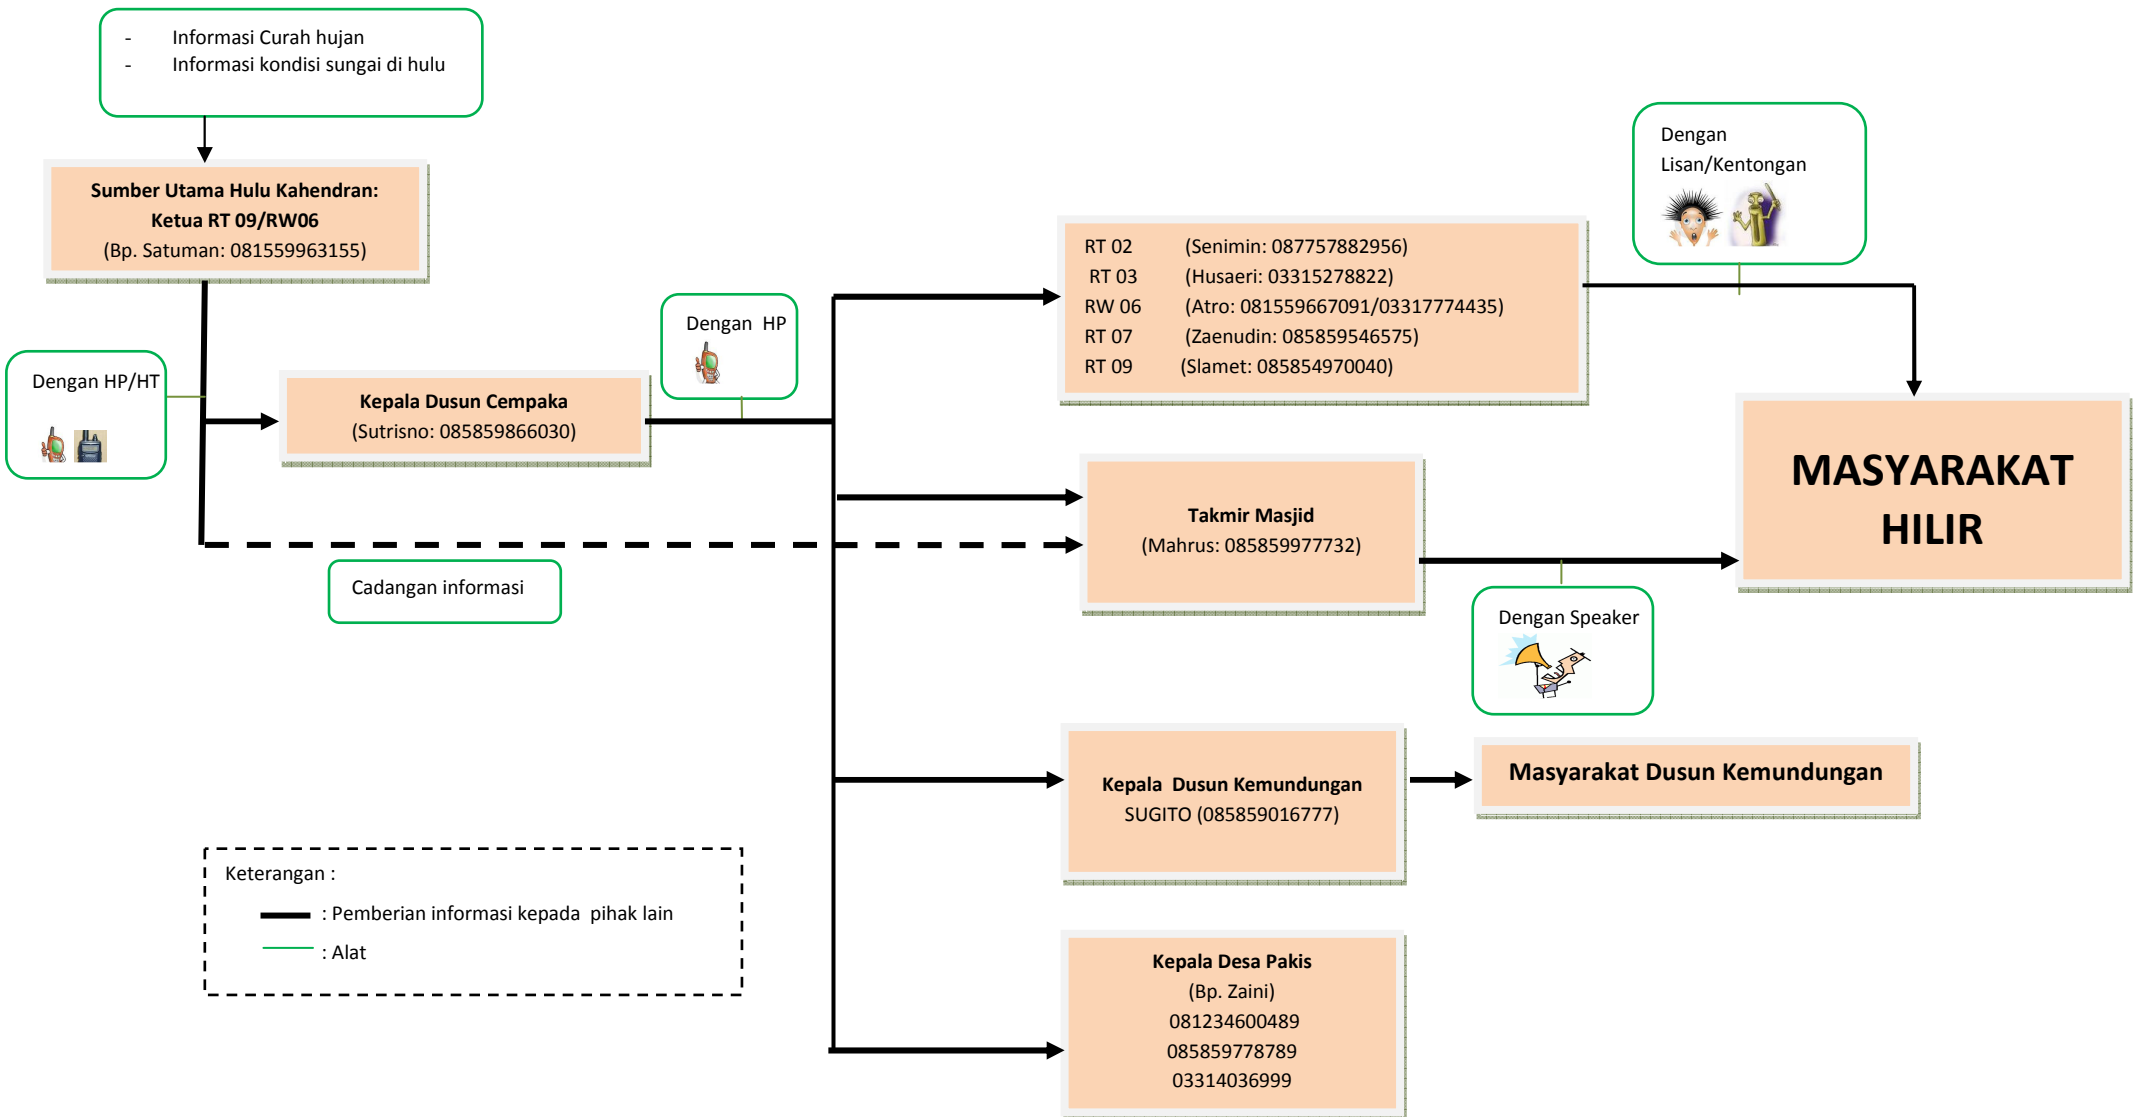 - Informasi Curah hujan
- Informasi kondisi sungai di hulu
Sumber Utama Hulu Kahendran:
Ketua RT 09/RW06
(Bp. Satuman: 081559963155)
Dengan HP/HT
Kepala Dusun Cempaka
(Sutrisno: 085859866030)
Dengan HP
Cadangan informasi
RT 02 (Senimin: 087757882956)
RT 03 (Husaeri: 03315278822)
RW 06 (Atro: 081559667091/03317774435)
RT 07 (Zaenudin: 085859546575)
RT 09 (Slamet: 085854970040)
Dengan
Lisan/Kentongan
Takmir Masjid
(Mahrus: 085859977732)
Dengan Speaker
MASYARAKAT
HILIR
Kepala Dusun Kemundungan
SUGITO (085859016777)
Masyarakat Dusun Kemundungan
Kepala Desa Pakis
(Bp. Zaini)
081234600489
085859778789
03314036999
Keterangan :
: Pemberian informasi kepada pihak lain
: Alat